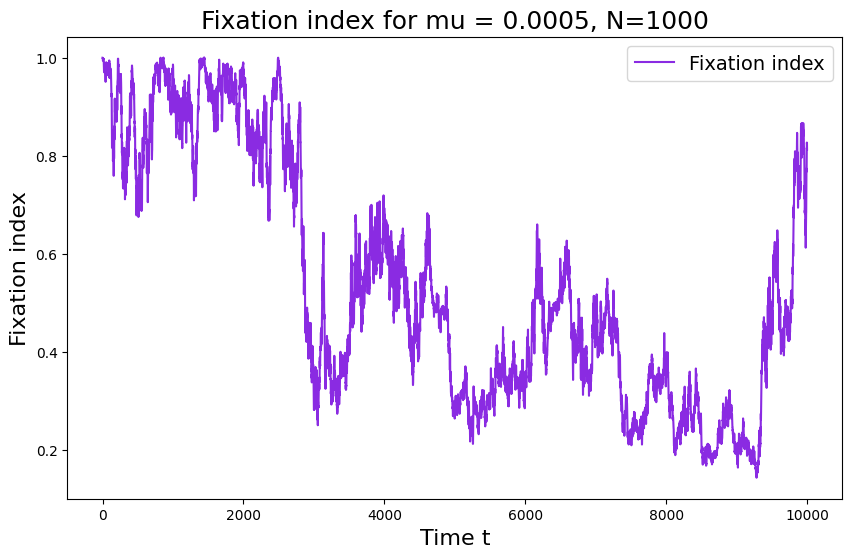 Fixation index for mu = 0.0005, N=1000
Fixation index
Fixation index
1.0
0.8
0.6
0.4
0.2
0
2000
4000
6000
8000
10000
Time t